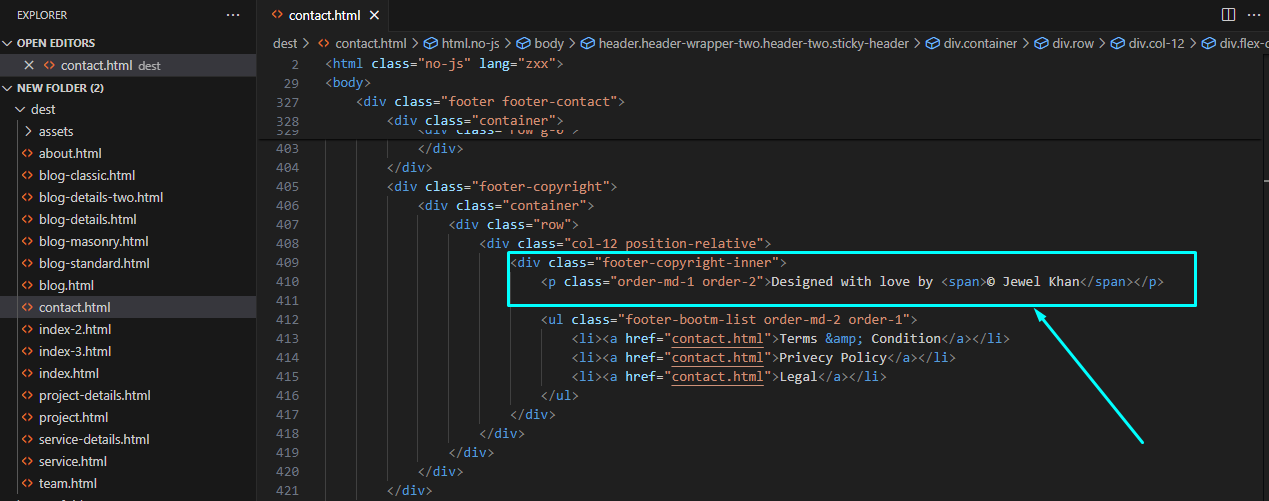 EXPLORER ···
contact.html ×
···
OPEN EDITORS
× contact.html dest
NEW FOLDER (2)
dest
assets
about.html
blog-classic.html
blog-details-two.html
blog-details.html
blog-masonry.html
blog-standard.html
blog.html
contact.html
index-2.html
index-3.html
index.html
project-details.html
project.html
service-details.html
service.html
team.html
dest > contact.html > html.no-js > body > header.header-wrapper-two.header-two.sticky-header > div.container > div.row > div.col-12 > div.flex-
2 <html class="no-js" lang="zxx">
29 <body>
327 <div class="footer footer-contact">
328 <div class="container">
329 <div class="row g-0">
403 </div>
404 </div>
405 <div class="footer-copyright">
406 <div class="container">
407 <div class="row">
408 <div class="col-12 position-relative">
409 <div class="footer-copyright-inner">
410 <p class="order-md-1 order-2">Designed with love by <span>© Jewel Khan</span></p>
411
412 <ul class="footer-bootm-list order-md-2 order-1">
413 <li><a href="contact.html">Terms &amp; Condition</a></li>
414 <li><a href="contact.html">Privecy Policy</a></li>
415 <li><a href="contact.html">Legal</a></li>
416 </ul>
417 </div>
418 </div>
419 </div>
420 </div>
421 </div>